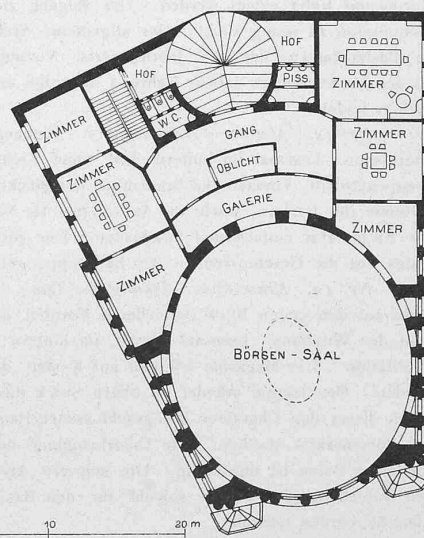 HOF
ZIMMER
HOF
PISS
ZIMMER
W.C.
GANG
ZIMMER
ZIMMER
OBLICHT
GALERIE
ZIMMER
ZIMMER
BÖRSEN-SAAL
10
20 m